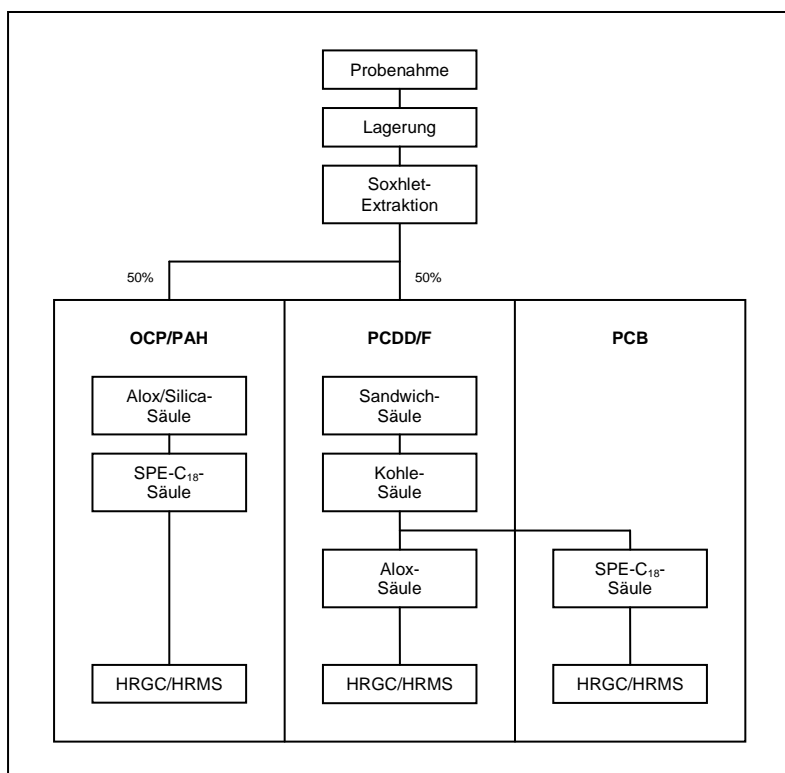 Probenahme
Lagerung
Soxhlet-
Extraktion
50%
50%
OCP/PAH
PCDD/F
PCB
Alox/Silica-
Säule
SPE-C₁₈-
Säule
HRGC/HRMS
Sandwich-
Säule
Kohle-
Säule
Alox-
Säule
HRGC/HRMS
SPE-C₁₈-
Säule
HRGC/HRMS